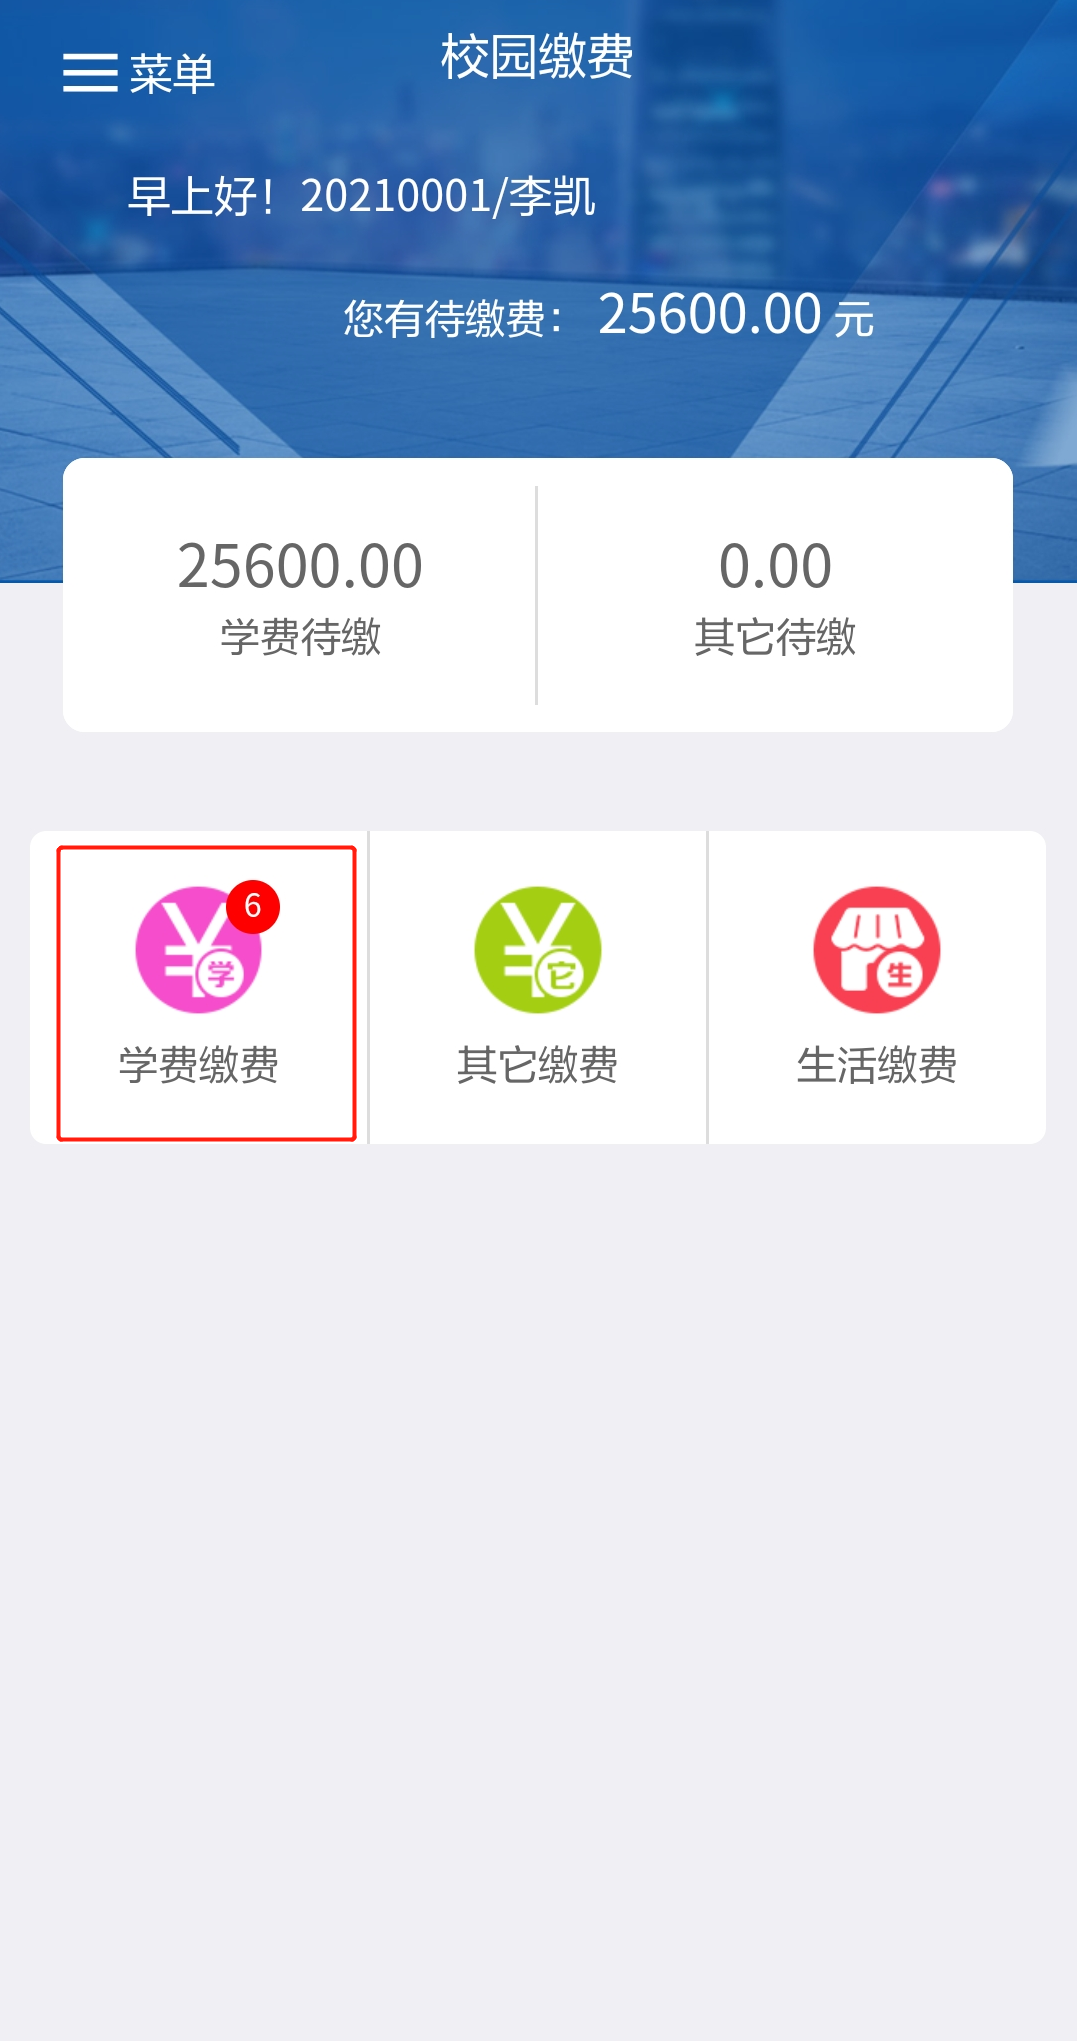 校园缴费
菜单
早上好！20210001/李凯
您有待缴费： 25600.00 元
25600.00
学费待缴
0.00
其它待缴
6
学
学费缴费
它
其它缴费
生
生活缴费